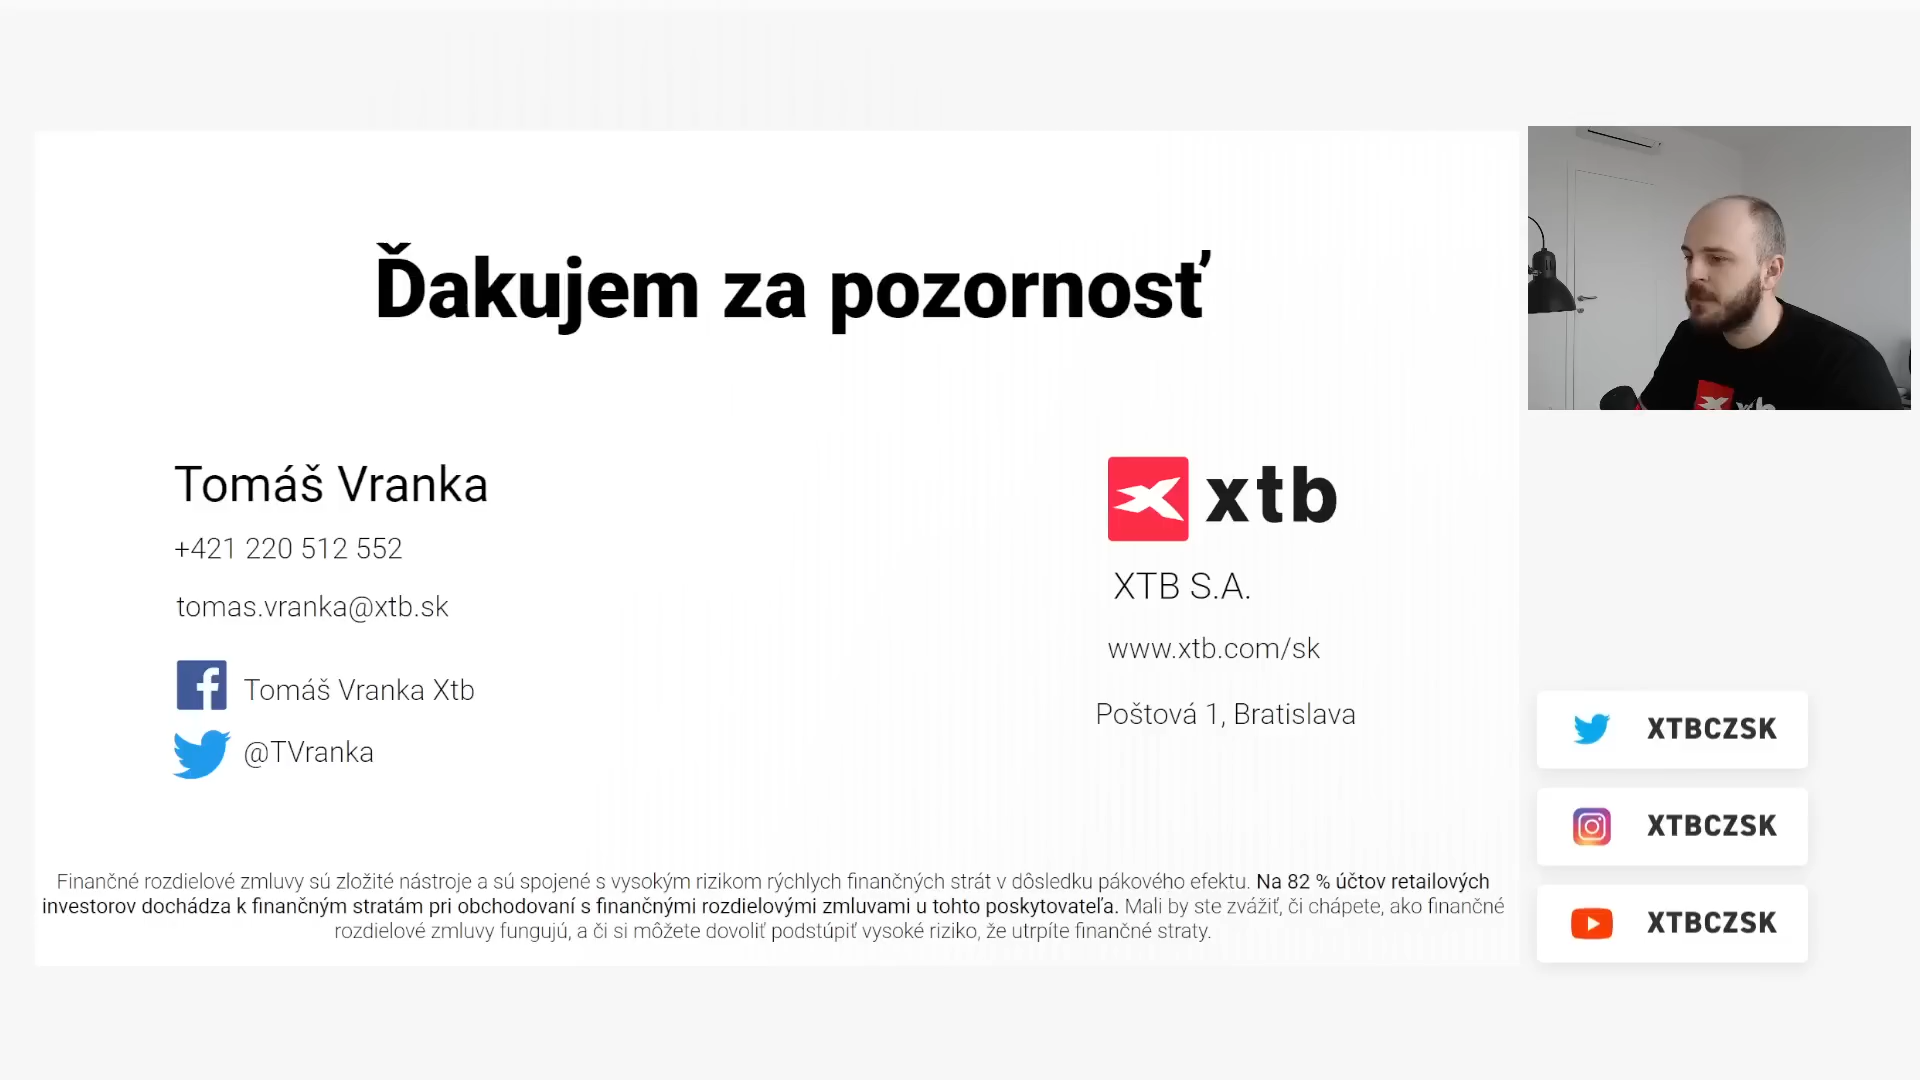 Ďakujem za pozornosť
Tomáš Vranka
+421 220 512 552
tomas.vranka@xtb.sk
Tomáš Vranka Xtb
@TVranka
xtb
XTB S.A.
www.xtb.com/sk
Poštová 1, Bratislava
Finančné rozdielové zmluvy sú zložité nástroje a sú spojené s vysokým rizikom rýchlych finančných strát v dôsledku pákového efektu. Na 82 % účtov retailových
investorov dochádza k finančným stratám pri obchodovaní s finančnými rozdielovými zmluvami u tohto poskytovateľa. Mali by ste zvážiť, či chápete, ako finančné
rozdielové zmluvy fungujú, a či si môžete dovoliť podstúpiť vysoké riziko, že utrpíte finančné straty.
xtb
XTBCZSK
XTBCZSK
XTBCZSK